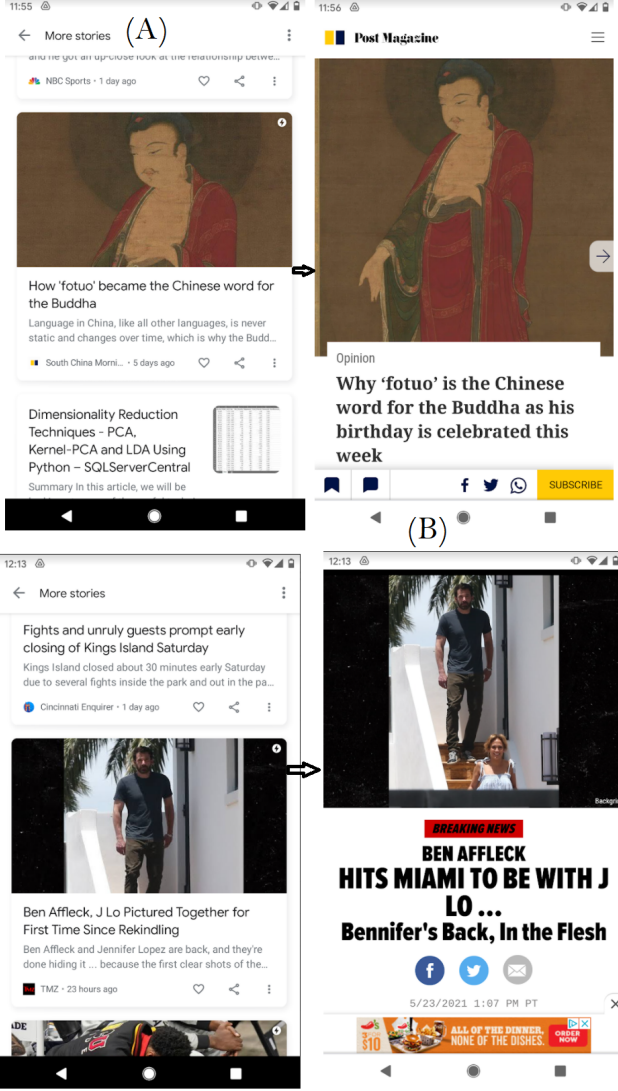 11:55
(A)
More stories
and he got an up-close look at the relationship betwe...
NBC Sports • 1 day ago
How 'fotuo' became the Chinese word for
the Buddha
Language in China, like all other languages, is never
static and changes over time, which is why the Budd...
South China Morni... • 5 days ago
Dimensionality Reduction
Techniques - PCA,
Kernel-PCA and LDA Using
Python – SQLServerCentral
Summary In this article, we will be
11:56
Post Magazine
Opinion
Why ‘fotuo’ is the Chinese
word for the Buddha as his
birthday is celebrated this
week
SUBSCRIBE
(B)
12:13
More stories
Fights and unruly guests prompt early
closing of Kings Island Saturday
Kings Island closed about 30 minutes early Saturday
due to several fights inside the park and out in the pa...
Cincinnati Enquirer • 1 day ago
Ben Affleck, J Lo Pictured Together for
First Time Since Rekindling
Ben Affleck and Jennifer Lopez are back, and they're
done hiding it ... because the first clear shots of the...
TMZ • 23 hours ago
12:13
Backgri
BREAKING NEWS
BEN AFFLECK
HITS MIAMI TO BE WITH J
LO ...
Bennifer's Back, In the Flesh
5/23/2021 1:07 PM PT
$10
ALL OF THE DINNER,
NONE OF THE DISHES.
ORDER
NOW